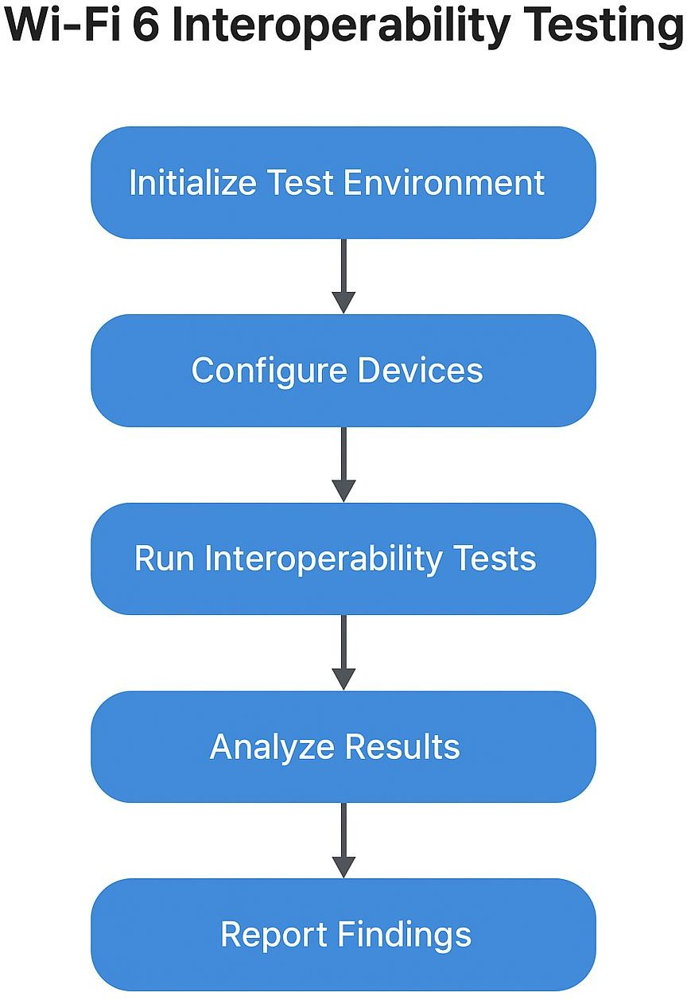 Wi-Fi 6 Interoperability Testing
Initialize Test Environment
Configure Devices
Run Interoperability Tests
Analyze Results
Report Findings